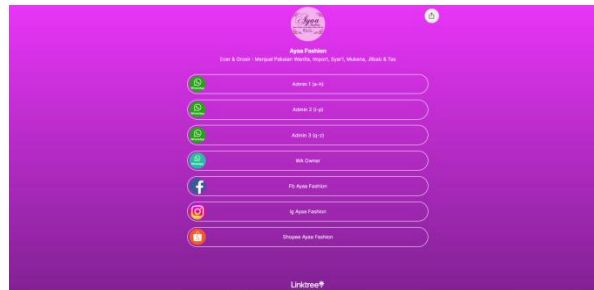 Ayaa
Ayaa Fashion
Ecer & Grosir : Menjual Pakaian Wanita, Import, Syar'i, Mukena, Jilbab & Tas
Admin 1 (a-h)
Admin 2 (i-p)
Admin 3 (q-z)
WA Owner
Fb Ayaa Fashion
Ig Ayaa Fashion
Shopee Ayaa Fashion
Linktree